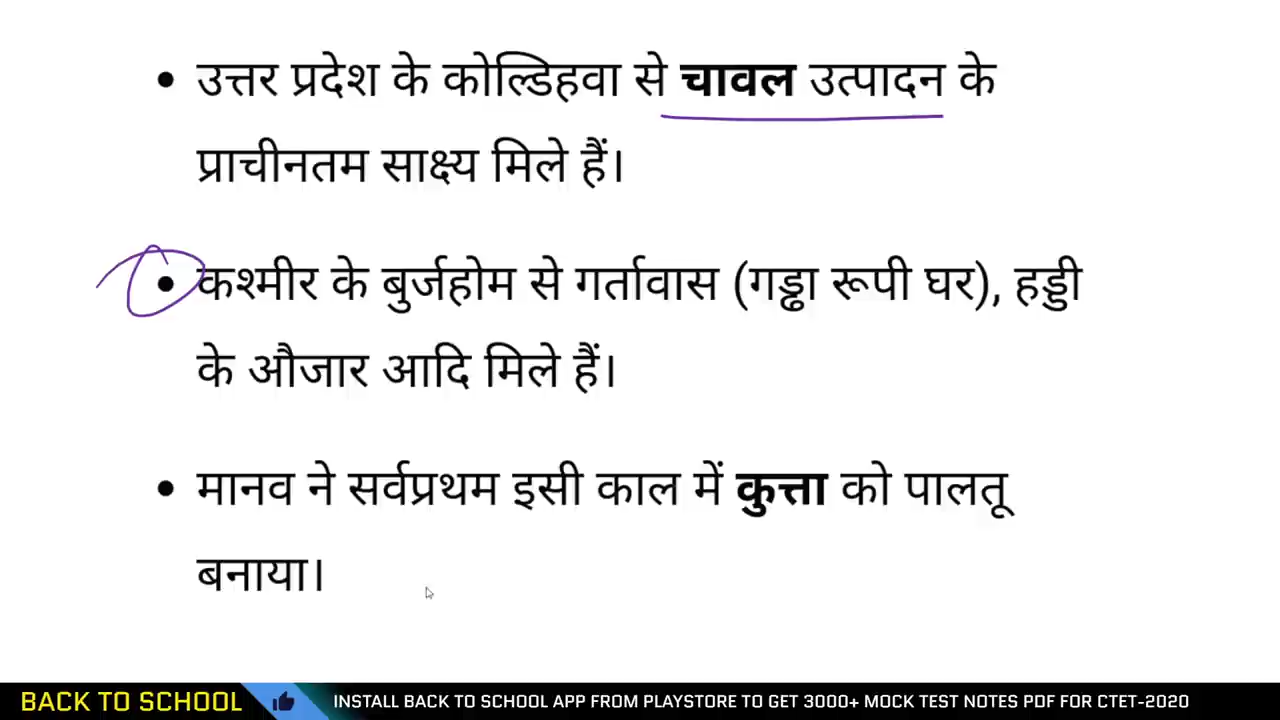 • उत्तर प्रदेश के कोल्डिहवा से चावल उत्पादन के
प्राचीनतम साक्ष्य मिले हैं।
• कश्मीर के बुर्जहोम से गर्तावास (गड्ढा रूपी घर), हड्डी
के औजार आदि मिले हैं।
• मानव ने सर्वप्रथम इसी काल में कुत्ता को पालतू
बनाया।
BACK TO SCHOOL INSTALL BACK TO SCHOOL APP FROM PLAYSTORE TO GET 3000+ MOCK TEST NOTES PDF FOR CTET-2020